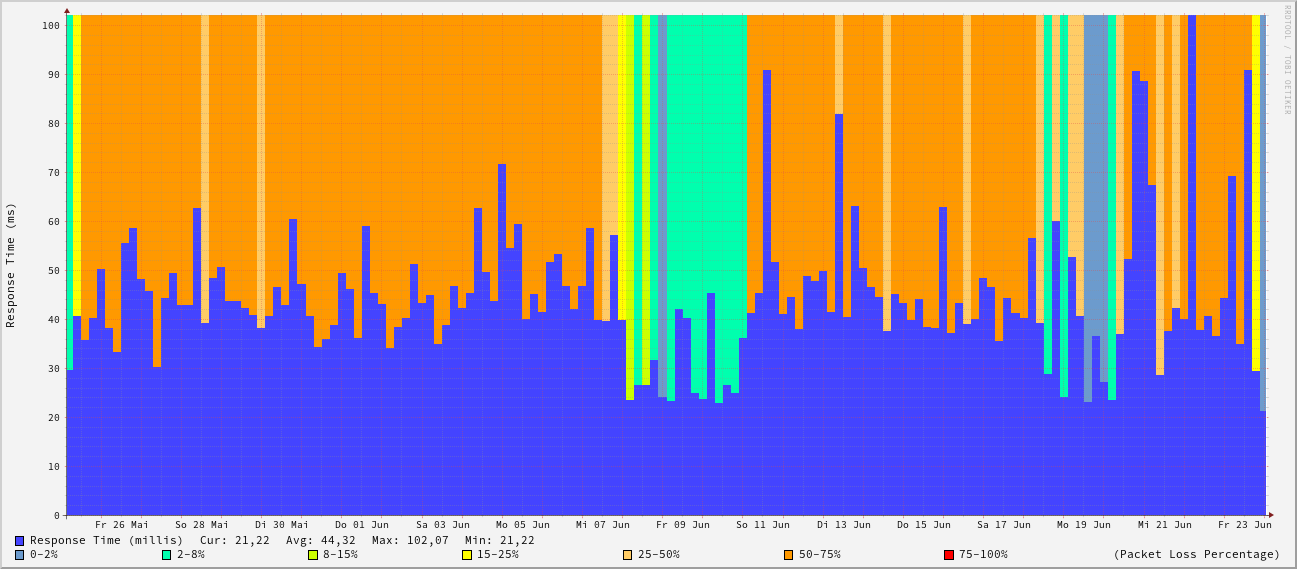 RRDTOOL / TOBI OETIKER
Response Time (ms)
100
90
80
70
60
50
40
30
20
10
0
Fr 26 Mai So 28 Mai Di 30 Mai Do 01 Jun Sa 03 Jun Mo 05 Jun Mi 07 Jun Fr 09 Jun So 11 Jun Di 13 Jun Do 15 Jun Sa 17 Jun Mo 19 Jun Mi 21 Jun Fr 23 Jun
Response Time (millis) Cur: 21,22 Avg: 44,32 Max: 102,07 Min: 21,22
0-2% 2-8% 8-15% 15-25% 25-50% 50-75% 75-100% (Packet Loss Percentage)